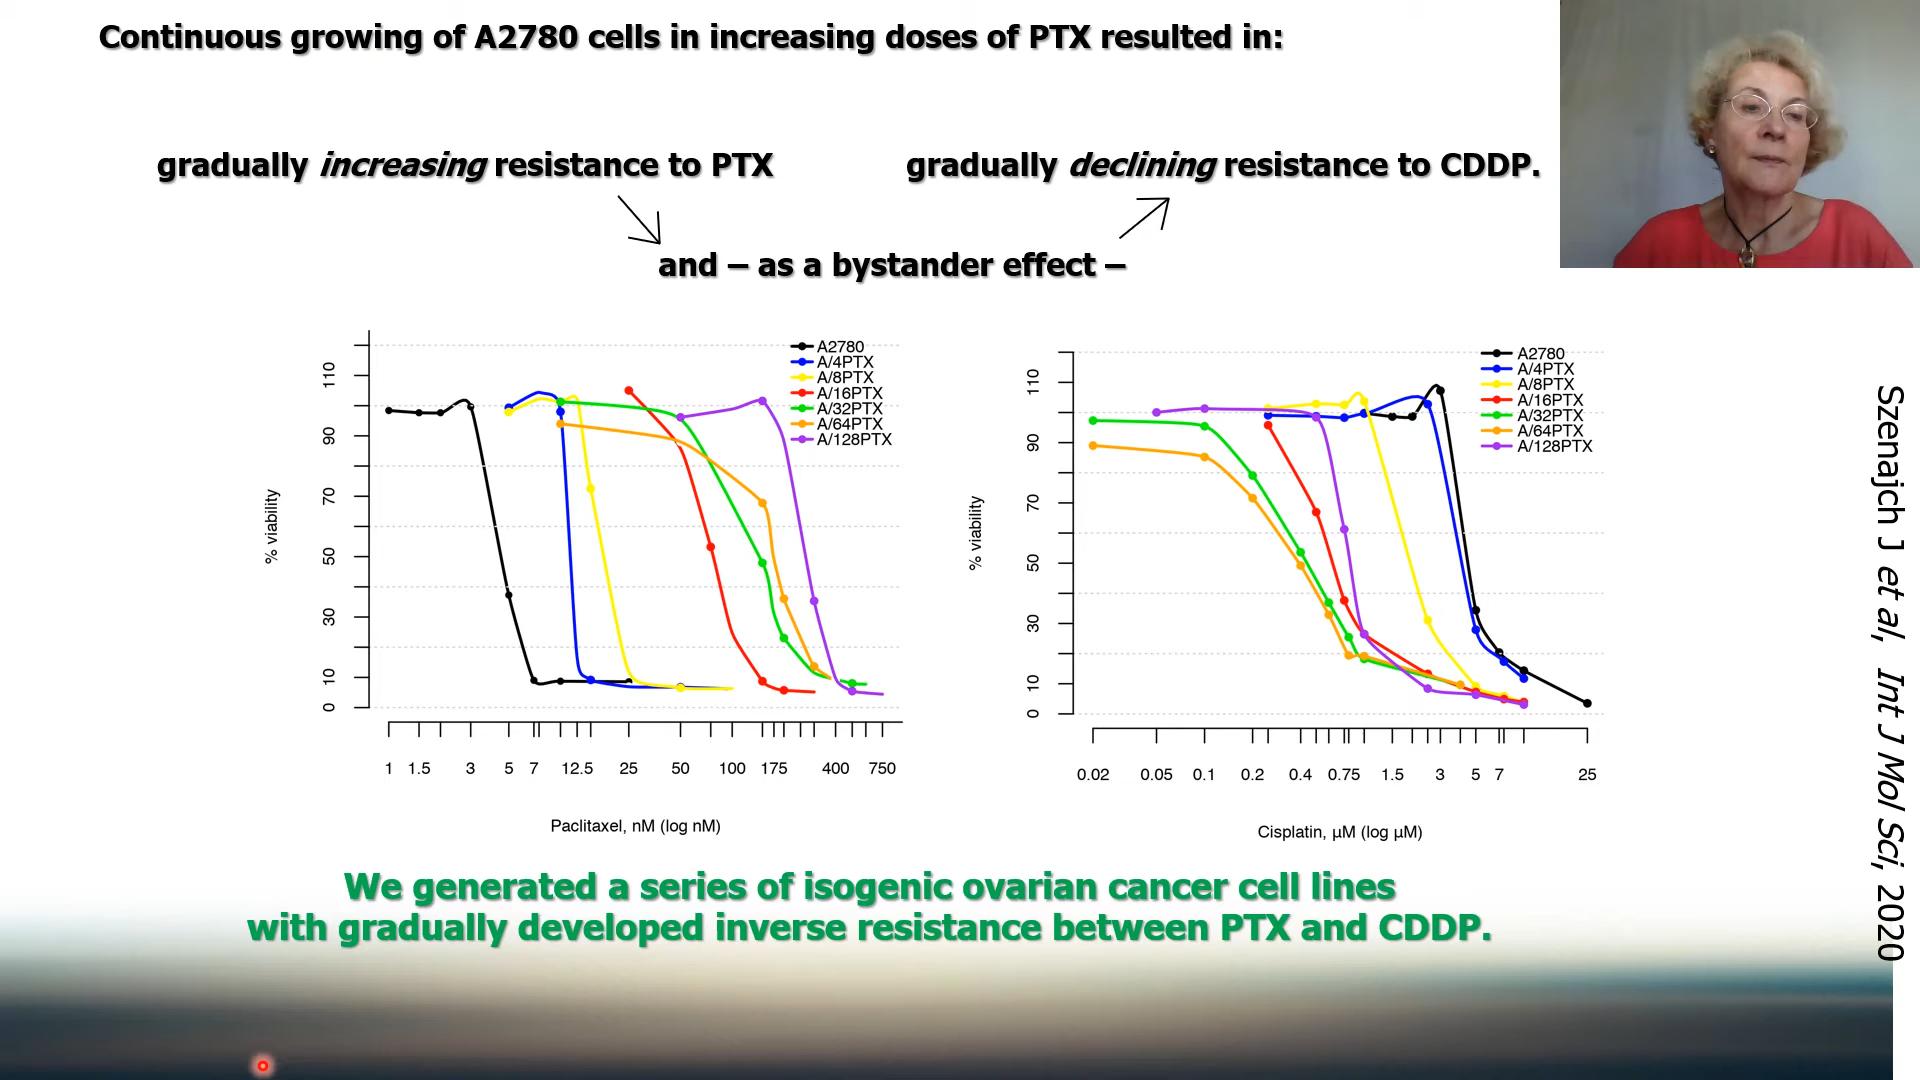 Continuous growing of A2780 cells in increasing doses of PTX resulted in:
gradually increasing resistance to PTX
gradually declining resistance to CDDP.
and – as a bystander effect –
A2780
A/4PTX
A/8PTX
A/16PTX
A/32PTX
A/64PTX
A/128PTX
% viability
110
90
70
50
30
10
0
1 1.5 3 5 7 12.5 25 50 100 175 400 750
Paclitaxel, nM (log nM)
A2780
A/4PTX
A/8PTX
A/16PTX
A/32PTX
A/64PTX
A/128PTX
% viability
110
90
70
50
30
10
0
0.02 0.05 0.1 0.2 0.4 0.75 1.5 3 5 7 25
Cisplatin, µM (log µM)
Szenajch J et al, Int J Mol Sci, 2020
We generated a series of isogenic ovarian cancer cell lines
with gradually developed inverse resistance between PTX and CDDP.